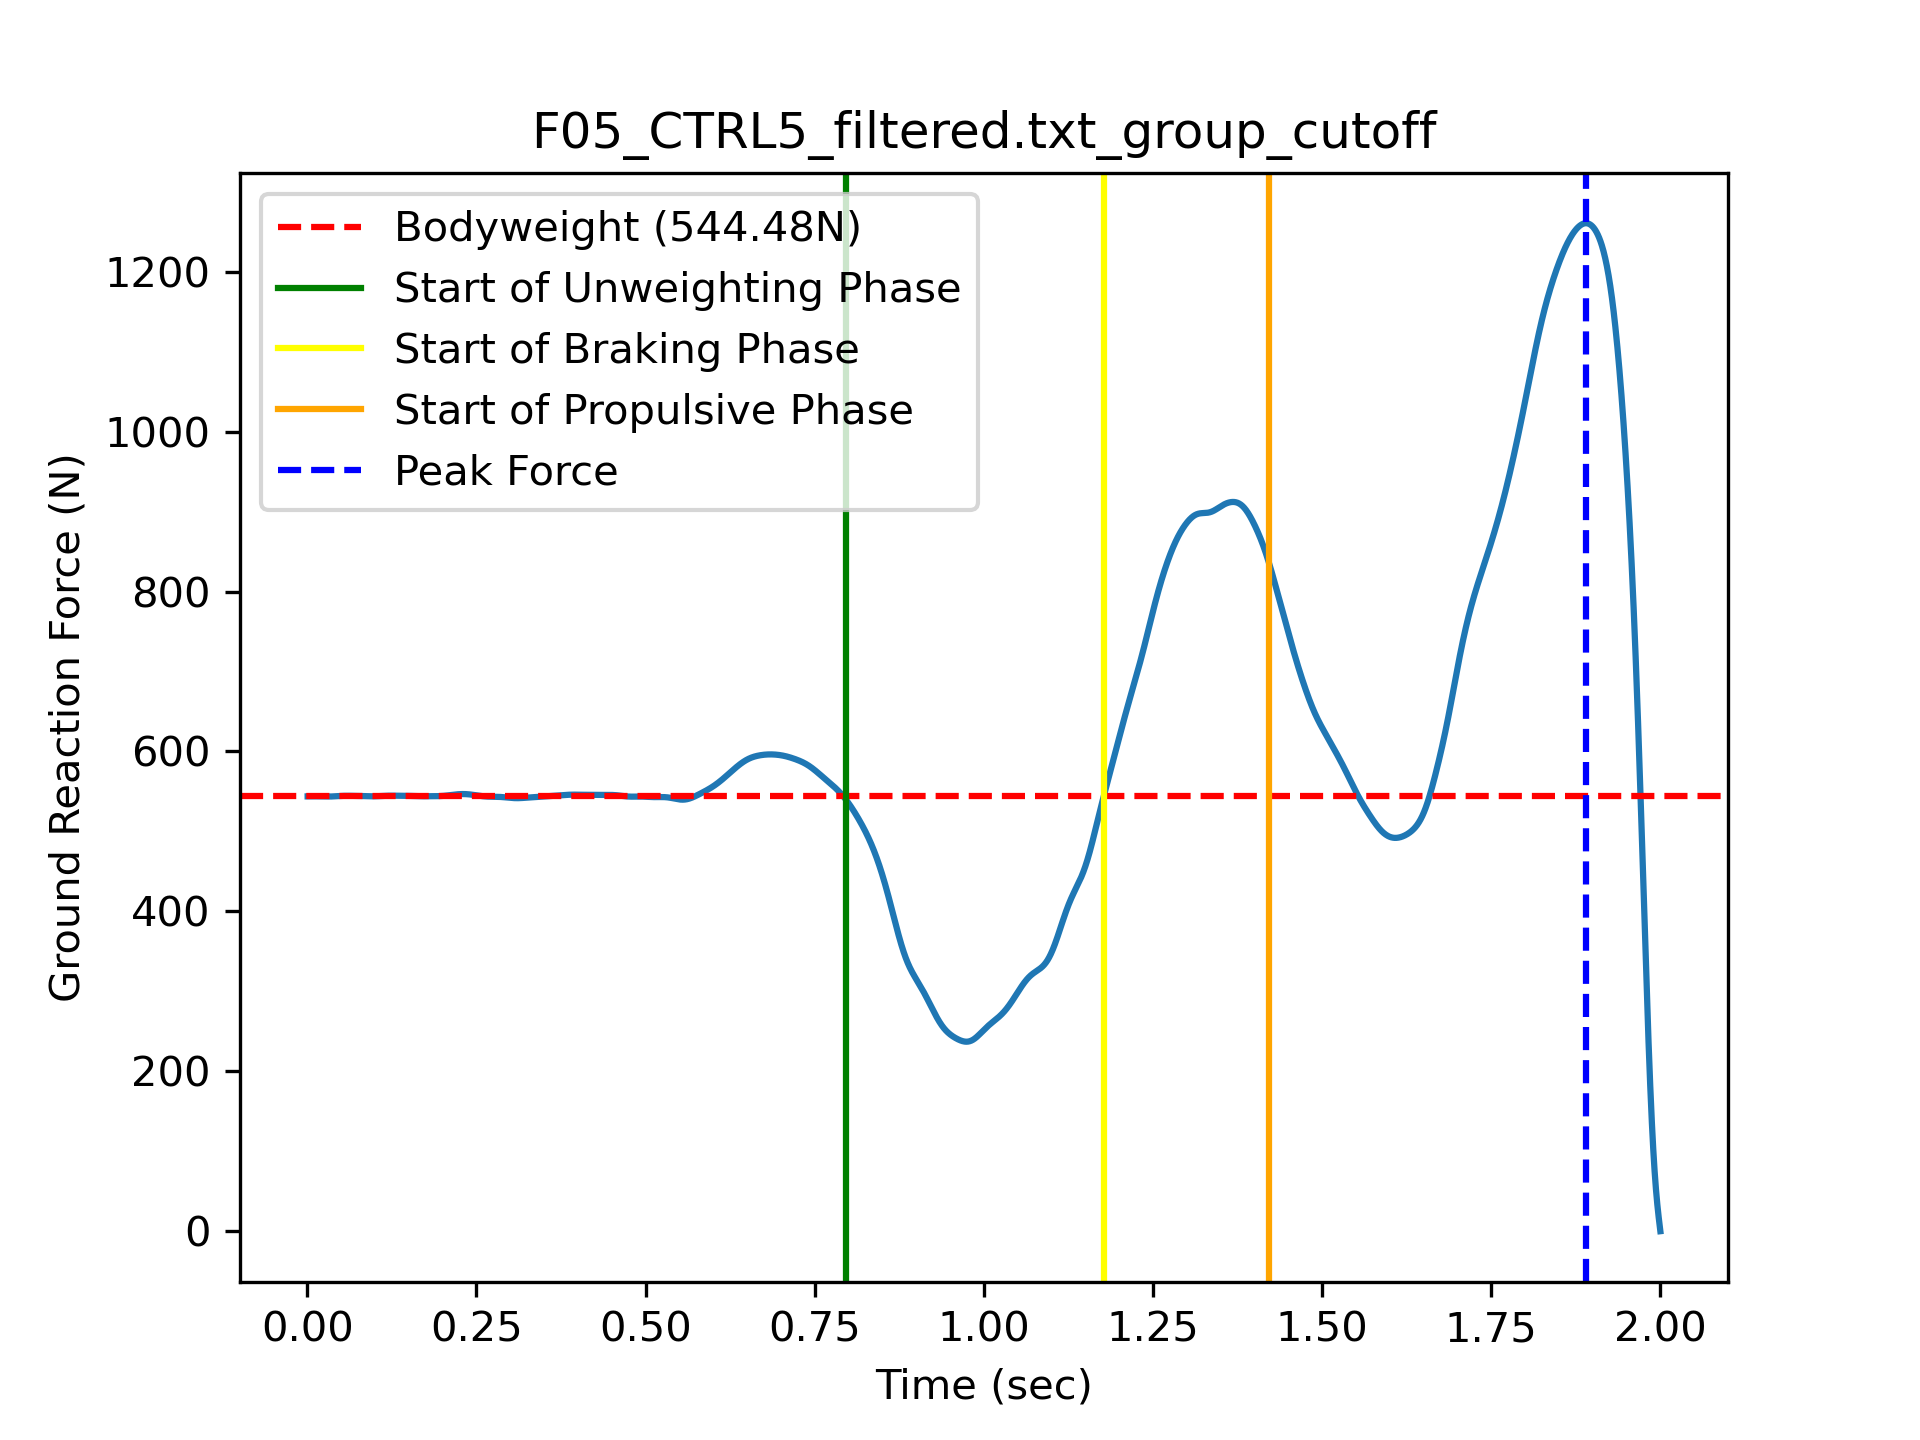 F05_CTRL5_filtered.txt_group_cutoff
Bodyweight (544.48N)
Start of Unweighting Phase
Start of Braking Phase
Start of Propulsive Phase
Peak Force
Ground Reaction Force (N)
1200
1000
800
600
400
200
0
0.00 0.25 0.50 0.75 1.00 1.25 1.50 1.75 2.00
Time (sec)